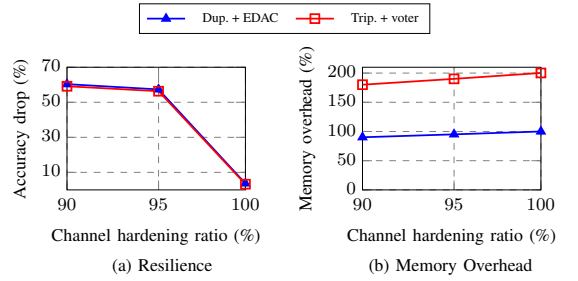 Dup. + EDAC
Trip. + voter
Accuracy drop (%)
70
50
30
10
90
95
100
Channel hardening ratio (%)
(a) Resilience
Memory overhead (%)
200
150
100
50
0
90
95
100
Channel hardening ratio (%)
(b) Memory Overhead